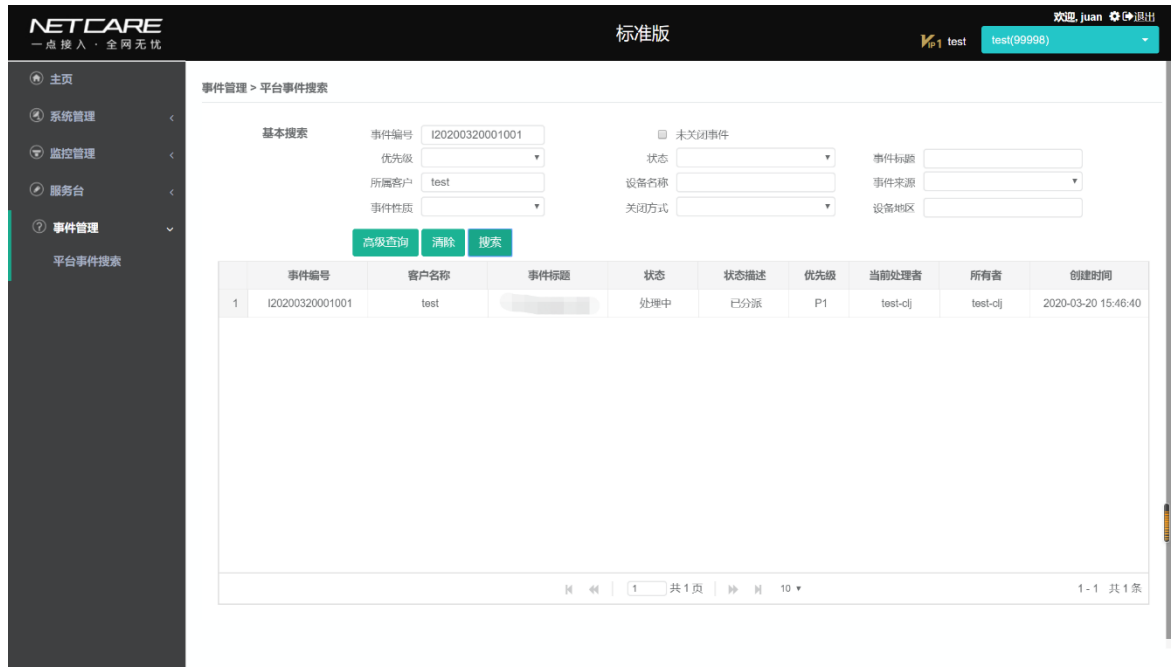 NETCARE
一点接入 · 全网无忧
标准版
欢迎, juan 退出
VIP1 test test(99998)
主页
系统管理
监控管理
服务台
事件管理
平台事件搜索
事件管理 > 平台事件搜索
基本搜索 事件编号 I20200320001001 未关闭事件
优先级 状态 事件标题
所属客户 test 设备名称 事件来源
事件性质 关闭方式 设备地区
高级查询 清除 搜索
事件编号 客户名称 事件标题 状态 状态描述 优先级 当前处理者 所有者 创建时间
1 I20200320001001 test 处理中 已分派 P1 test-clj test-clj 2020-03-20 15:46:40
1 共 1 页 10 1 - 1 共 1 条